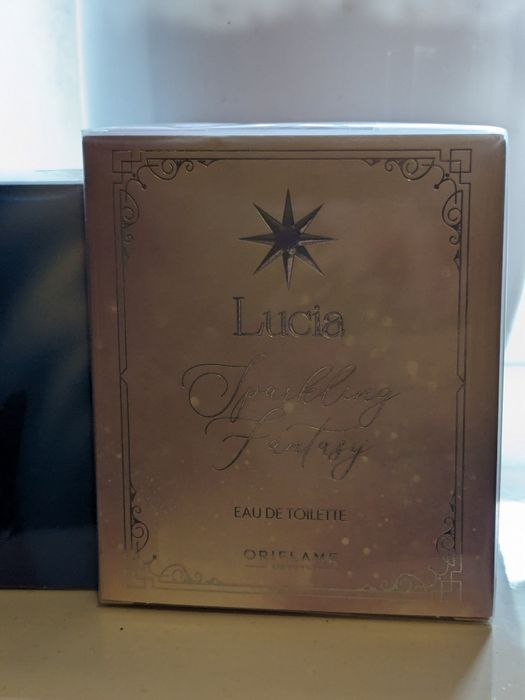 Lucia
Sparkling
Fantasy
EAU DE TOILETTE
ORIFLAME